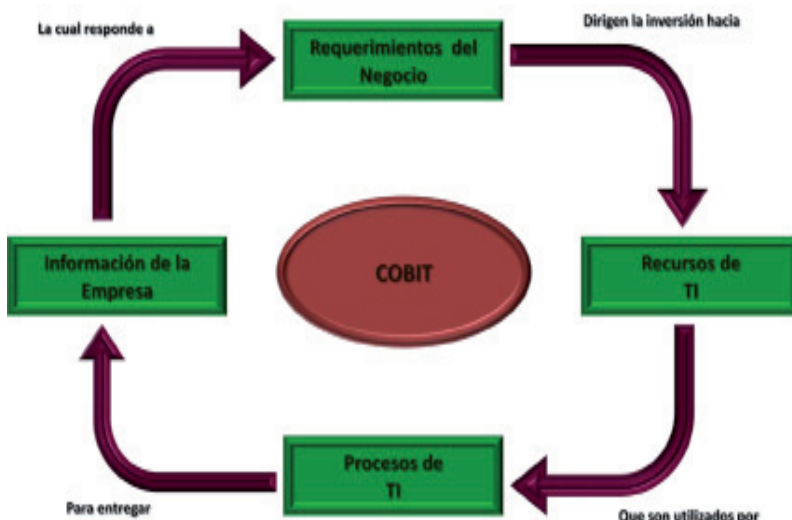 La cual responde a
Requerimientos del
Negocio
Dirigen la inversión hacia
Información de la
Empresa
COBIT
Recursos de
TI
Procesos de
TI
Para entregar
Que son utilizados por